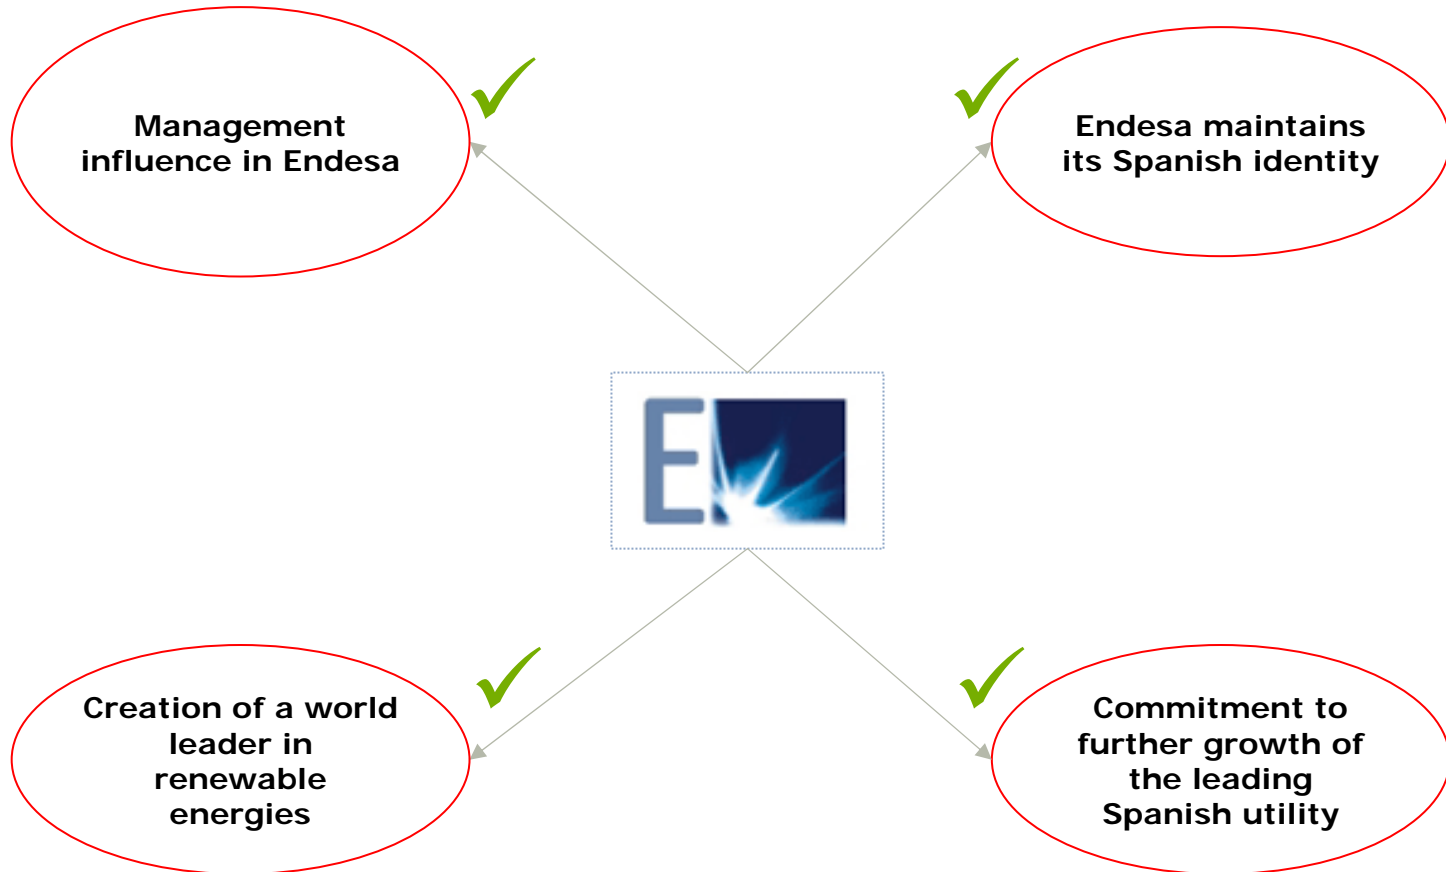 Management
influence in Endesa
Endesa maintains
its Spanish identity
E
Creation of a world
leader in
renewable
energies
Commitment to
further growth of
the leading
Spanish utility